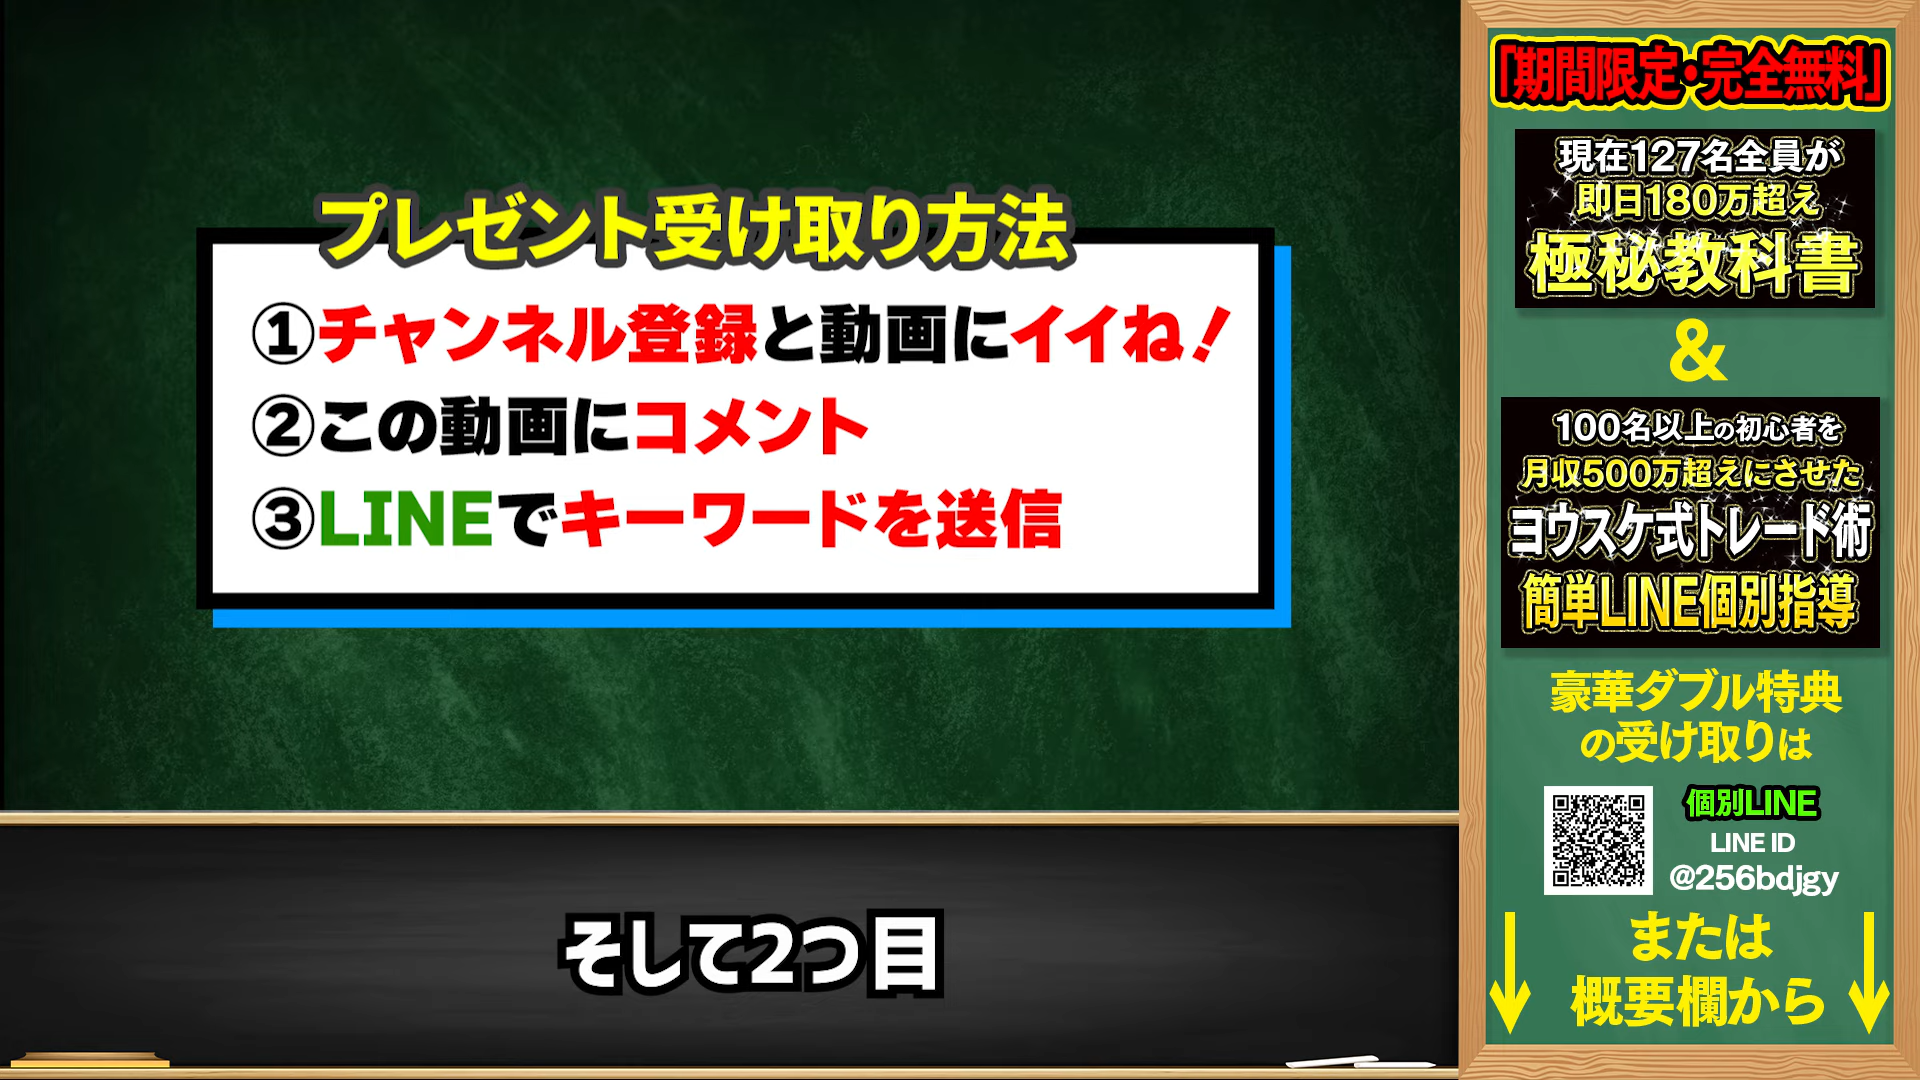 プレゼント受け取り方法
①チャンネル登録と動画にイイね!
②この動画にコメント
③LINEでキーワードを送信
そして2つ目
「期間限定・完全無料」
現在127名全員が
即日180万超え
極秘教科書
&
100名以上の初心者を
月収500万超えにさせた
ヨウスケ式トレード術
簡単LINE個別指導
豪華ダブル特典
の受け取りは
個別LINE
LINE ID
@256bdjgy
または
概要欄から